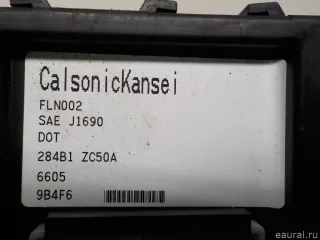 CalsonicKansei
FLN002
SAE J1690
DOT
284B1 ZC50A
6605
9B4F6
eaural.ru